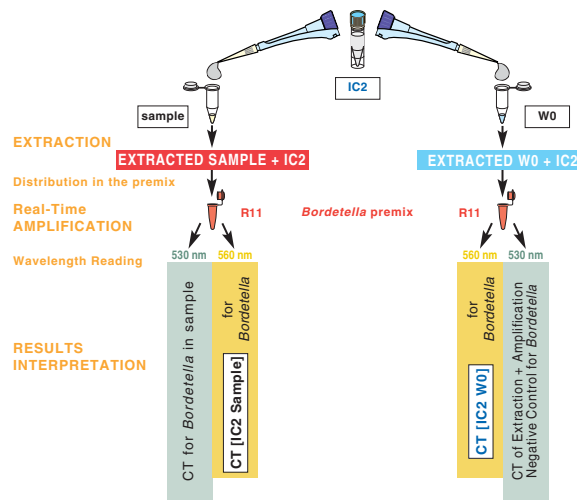 IC2
sample
W0
EXTRACTION
EXTRACTED SAMPLE + IC2
EXTRACTED W0 + IC2
Distribution in the premix
Real-Time
AMPLIFICATION
R11
Bordetella premix
R11
Wavelength Reading
530 nm
560 nm
560 nm
530 nm
RESULTS
INTERPRETATION
CT for Bordetella in sample
CT [IC2 Sample]
for
Bordetella
CT [IC2 W0]
for
Bordetella
CT of Extraction + Amplification
Negative Control for Bordetella